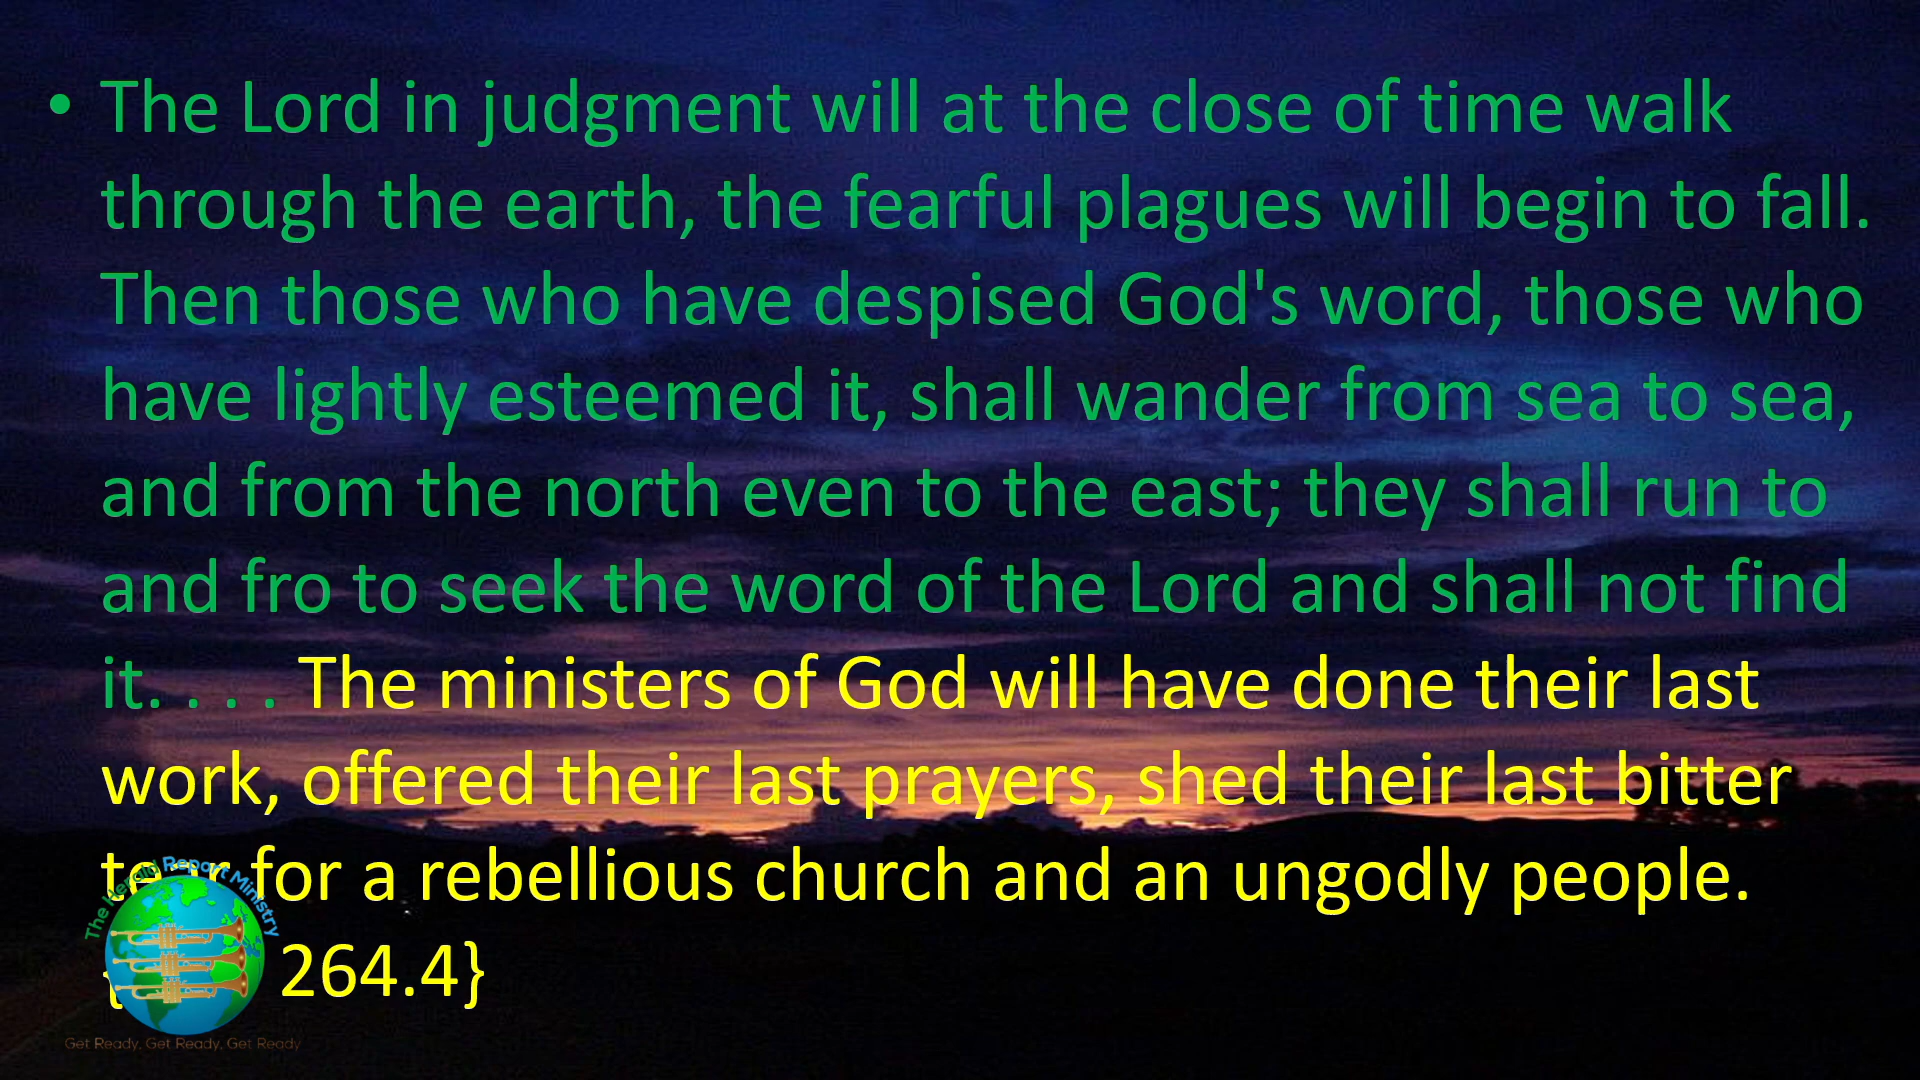 • The Lord in judgment will at the close of time walk
through the earth, the fearful plagues will begin to fall.
Then those who have despised God's word, those who
have lightly esteemed it, shall wander from sea to sea,
and from the north even to the east; they shall run to
and fro to seek the word of the Lord and shall not find
it. . . . The ministers of God will have done their last
work, offered their last prayers, shed their last bitter
for a rebellious church and an ungodly people.
{ 264.4}
The Herald Report Ministry
Get Ready, Get Ready, Get Ready